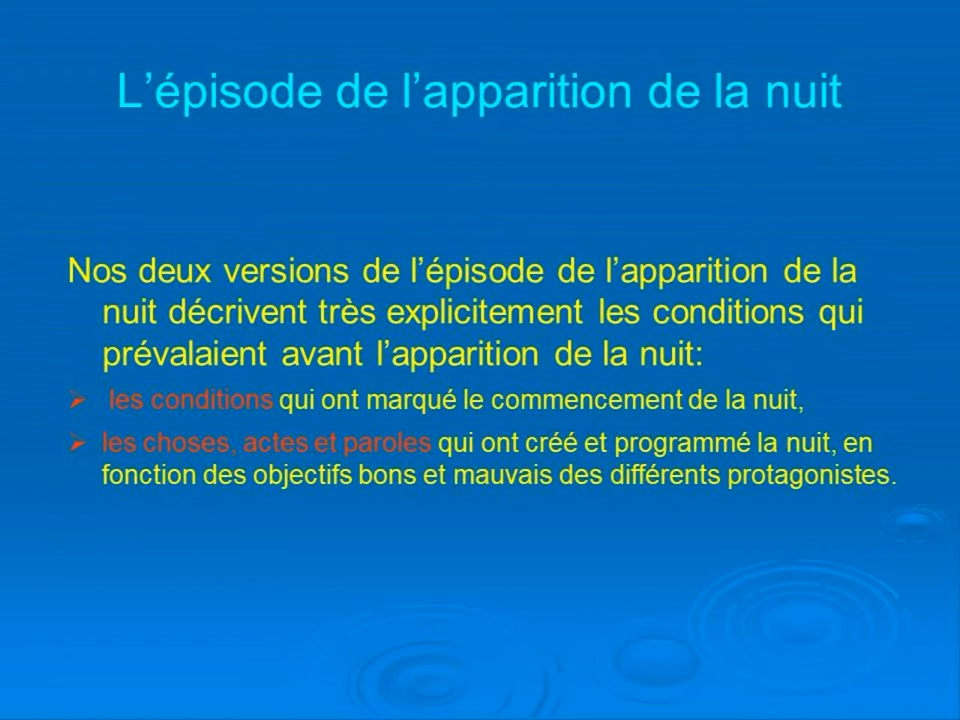 L’épisode de l’apparition de la nuit
Nos deux versions de l’épisode de l’apparition de la
nuit décrivent très explicitement les conditions qui
prévalaient avant l’apparition de la nuit:
les conditions qui ont marqué le commencement de la nuit,
les choses, actes et paroles qui ont créé et programmé la nuit, en
fonction des objectifs bons et mauvais des différents protagonistes.